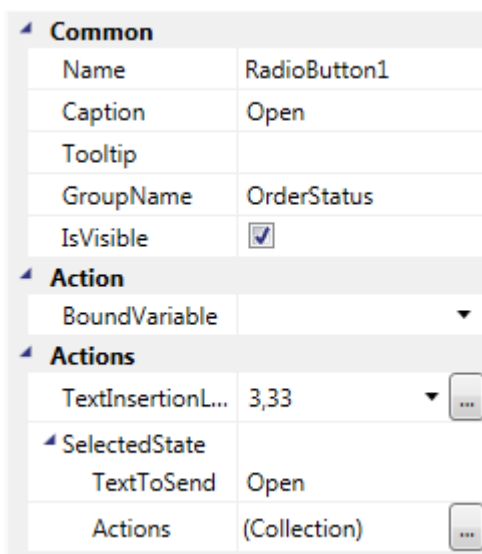 Common
Name RadioButton1
Caption Open
Tooltip
GroupName OrderStatus
IsVisible
Action
BoundVariable
Actions
TextInsertionL... 3,33 ...
SelectedState
TextToSend Open
Actions (Collection) ...